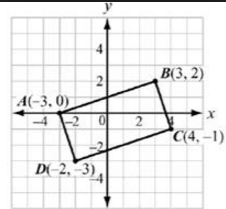 y
4
2
B(3, 2)
A(−3, 0)
−4 −2 0 2 4 x
C(4, −1)
−2
D(−2, −3)
−4